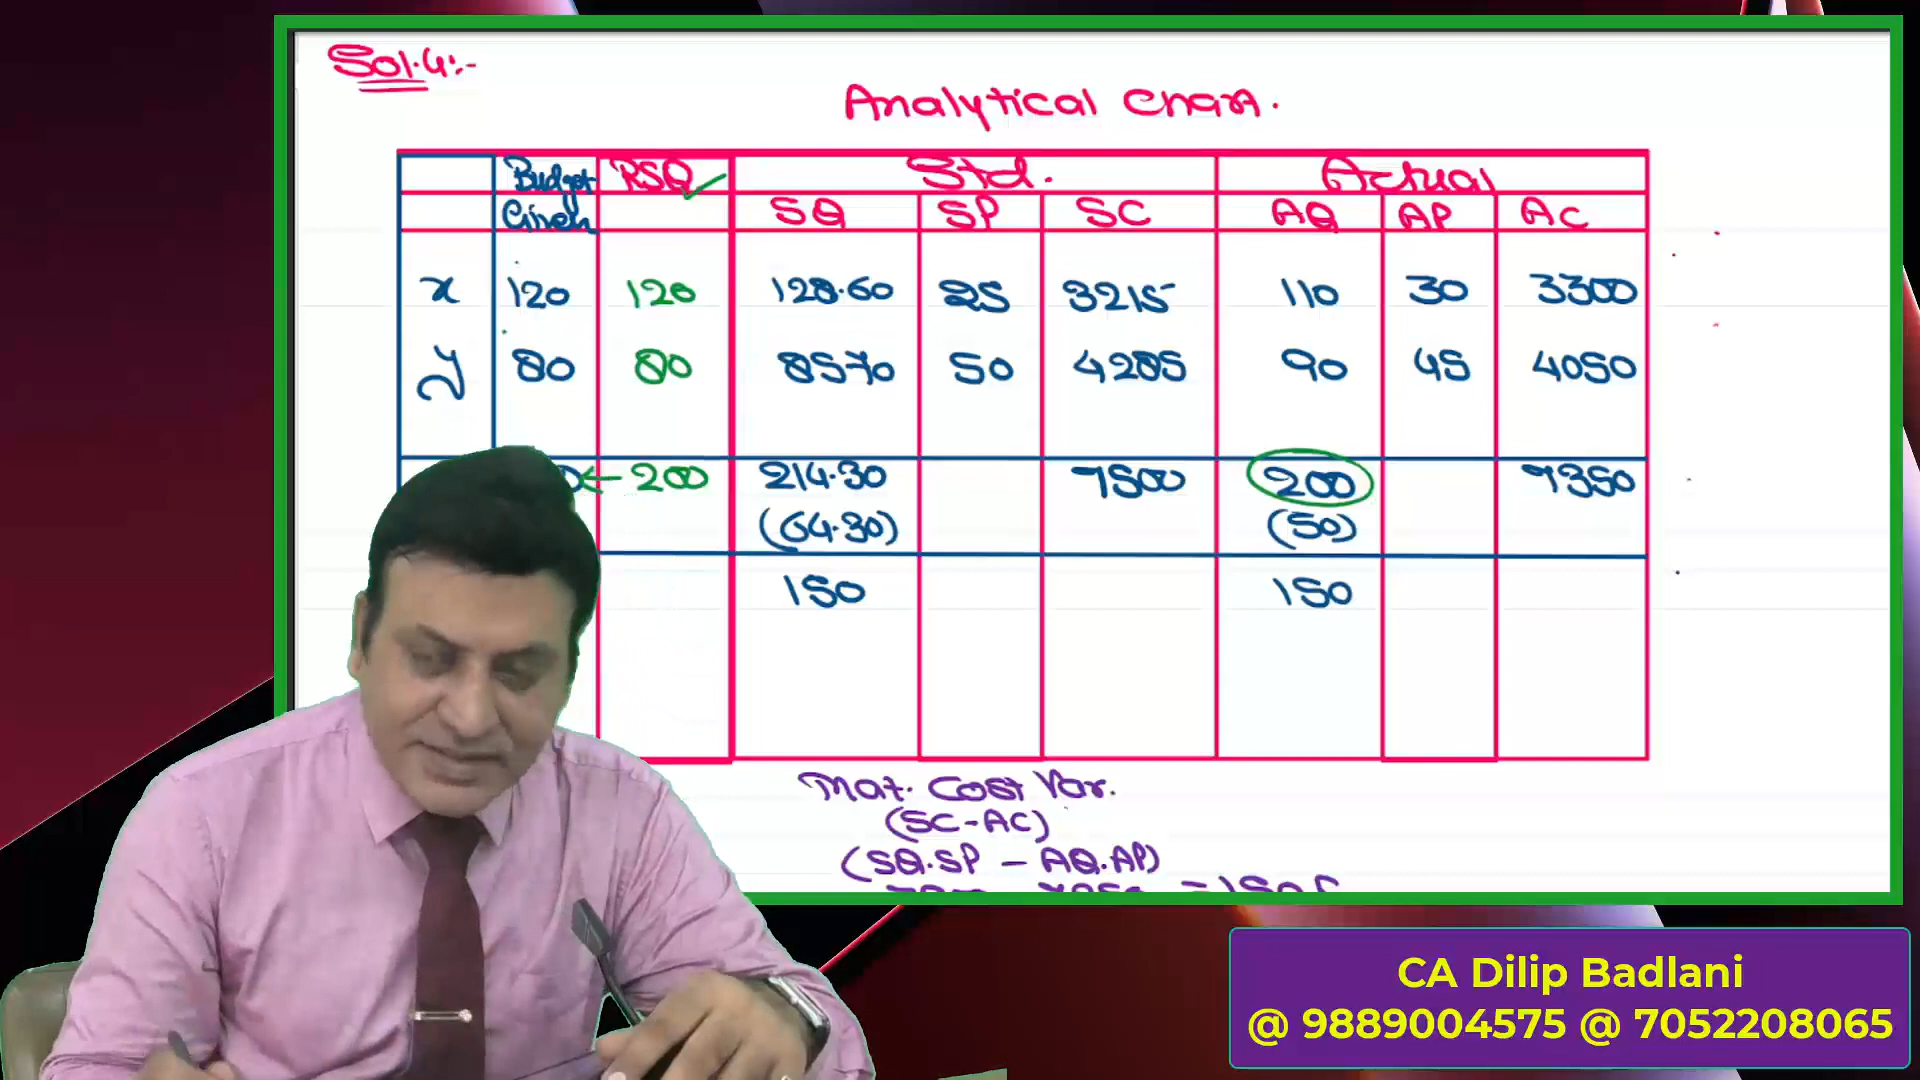 Sol.4:-
Analytical Chart.
Budget RSQ Std. Actual
Given SQ SP SC AQ AP AC
x 120 120 128.60 25 3215 110 30 3300
y 80 80 8570 50 4285 90 45 4050
0 ← 200 214.30 7500 200 7350
(64.30) (50)
150 150
Mat. Cost Var.
(SC-AC)
(SQ.SP - AQ.AP)
CA Dilip Badlani
@ 9889004575 @ 7052208065